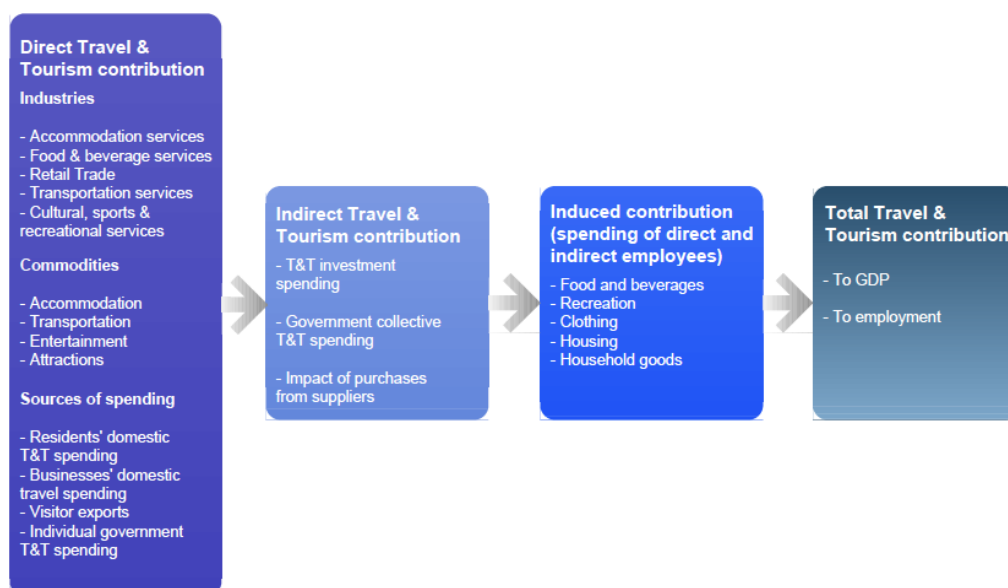 Direct Travel &
Tourism contribution
Industries
- Accommodation services
- Food & beverage services
- Retail Trade
- Transportation services
- Cultural, sports &
recreational services
Commodities
- Accommodation
- Transportation
- Entertainment
- Attractions
Sources of spending
- Residents' domestic
T&T spending
- Businesses' domestic
travel spending
- Visitor exports
- Individual government
T&T spending
Indirect Travel &
Tourism contribution
- T&T investment
spending
- Government collective
T&T spending
- Impact of purchases
from suppliers
Induced contribution
(spending of direct and
indirect employees)
- Food and beverages
- Recreation
- Clothing
- Housing
- Household goods
Total Travel &
Tourism contribution
- To GDP
- To employment